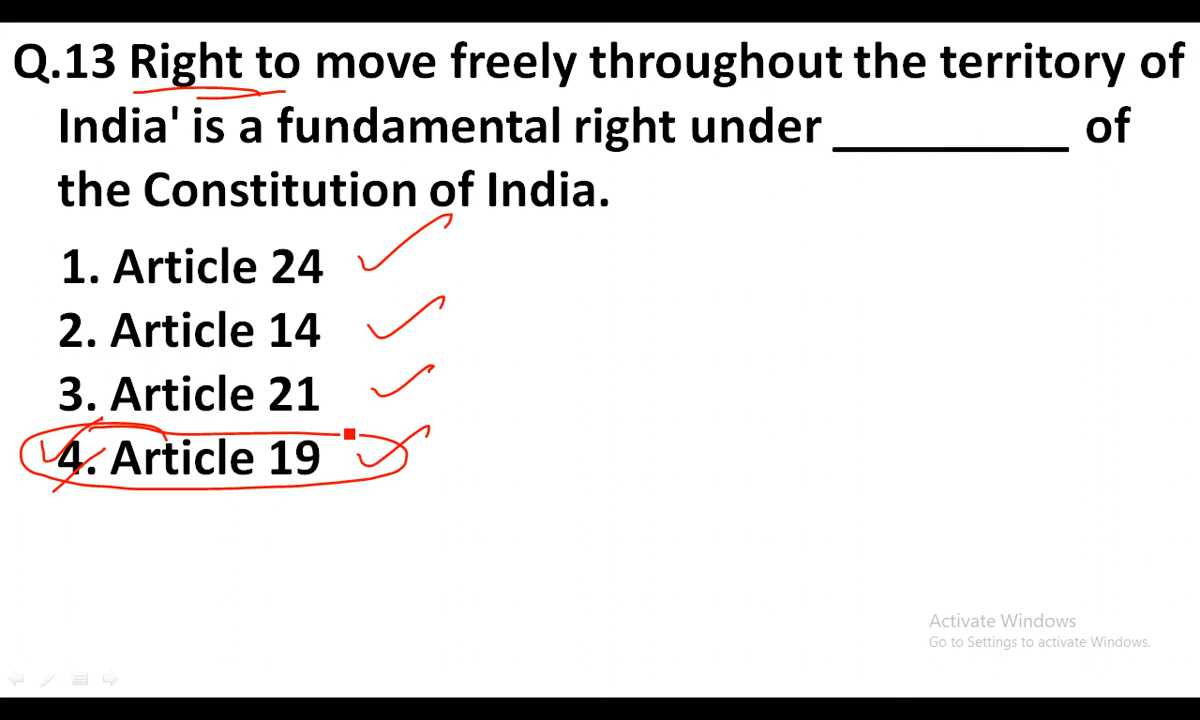 Q.13 Right to move freely throughout the territory of
India' is a fundamental right under __________ of
the Constitution of India.
1. Article 24
2. Article 14
3. Article 21
4. Article 19
Activate Windows
Go to Settings to activate Windows.